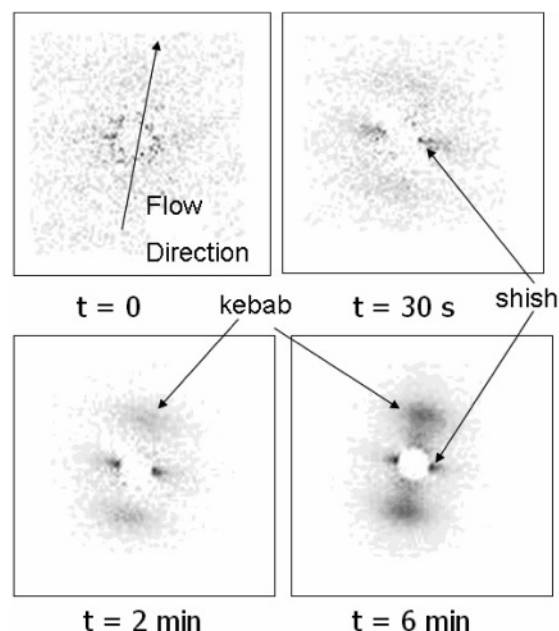 Flow
Direction
t = 0
t = 30 s
kebab
shish
t = 2 min
t = 6 min